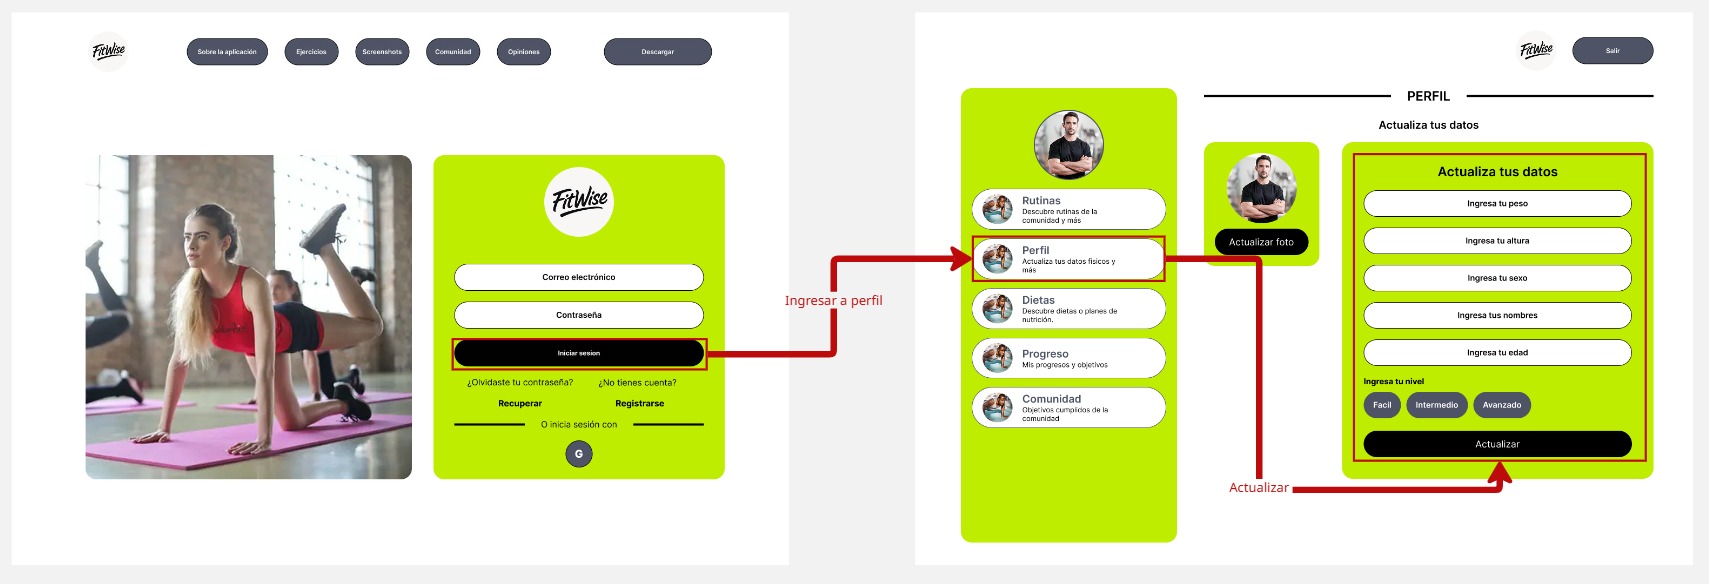 FitWise
Sobre la aplicación
Ejercicios
Screenshots
Comunidad
Opiniones
Descargar
FitWise
Correo electrónico
Contraseña
Iniciar sesion
¿Olvidaste tu contraseña?
¿No tienes cuenta?
Recuperar
Registrarse
O inicia sesión con
G
Ingresar a perfil
FitWise
Salir
Rutinas
Descubre rutinas de la
comunidad y más
Perfil
Actualiza tus datos fisicos y
más
Dietas
Descubre dietas o planes de
nutrición.
Progreso
Mis progresos y objetivos
Comunidad
Objetivos cumplidos de la
comunidad
PERFIL
Actualiza tus datos
Actualizar foto
Actualiza tus datos
Ingresa tu peso
Ingresa tu altura
Ingresa tu sexo
Ingresa tus nombres
Ingresa tu edad
Ingresa tu nivel
Facil
Intermedio
Avanzado
Actualizar
Actualizar